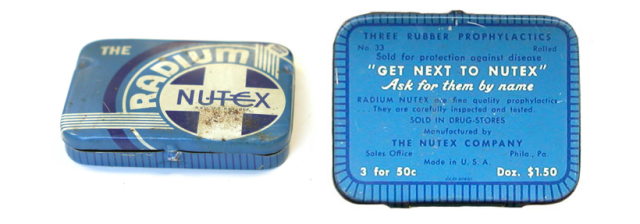 THE
RADIUM
NUTEX
THREE RUBBER PROPHYLACTICS
No. 33 Rolled
Sold for protection against disease
"GET NEXT TO NUTEX"
Ask for them by name
RADIUM NUTEX are fine quality prophylactics
They are carefully inspected and tested.
SOLD IN DRUG-STORES
Manufactured by
THE NUTEX COMPANY
Sales Office Phila., Pa.
Made in U. S. A.
3 for 50c Doz. $1.50